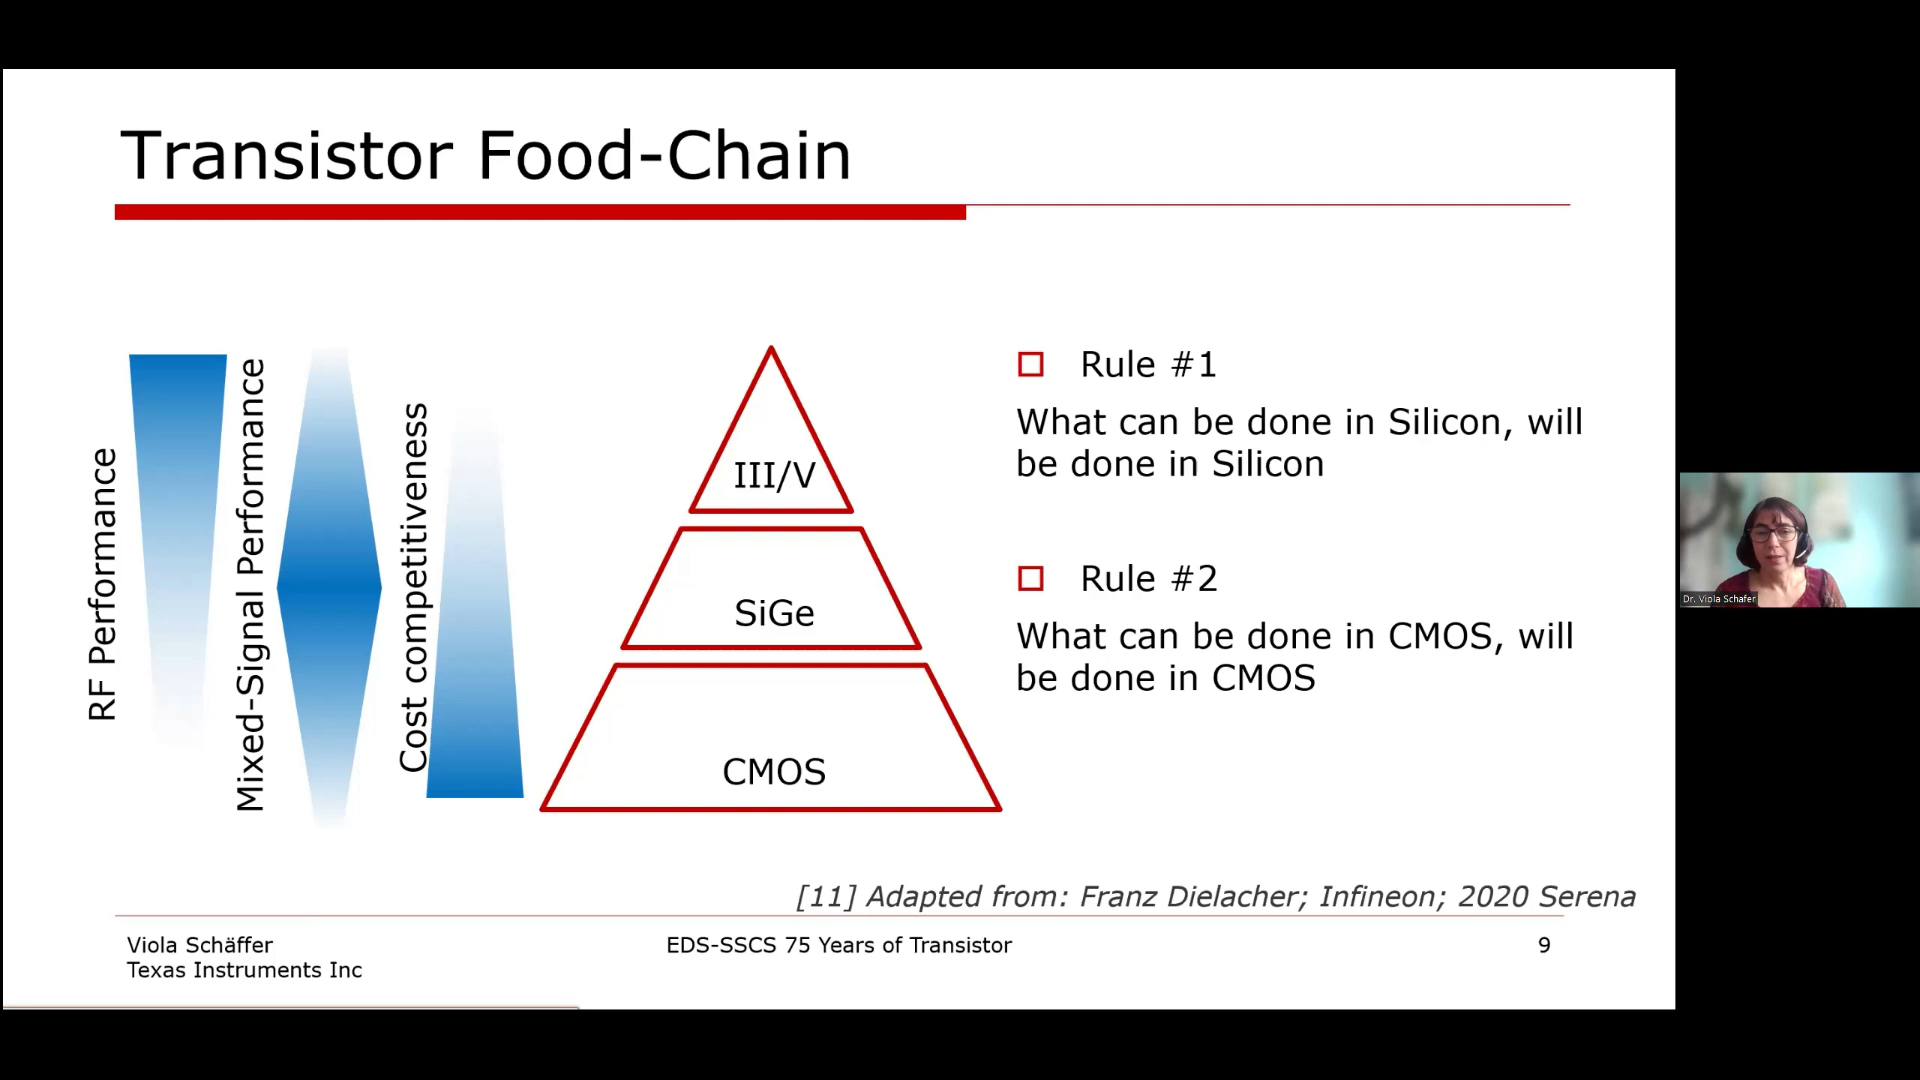 Transistor Food-Chain
RF Performance
Mixed-Signal Performance
Cost competitiveness
III/V
SiGe
CMOS
Rule #1
What can be done in Silicon, will
be done in Silicon
Rule #2
What can be done in CMOS, will
be done in CMOS
[11] Adapted from: Franz Dielacher; Infineon; 2020 Serena
Viola Schäffer
Texas Instruments Inc
EDS-SSCS 75 Years of Transistor
9
Dr. Viola Schafer